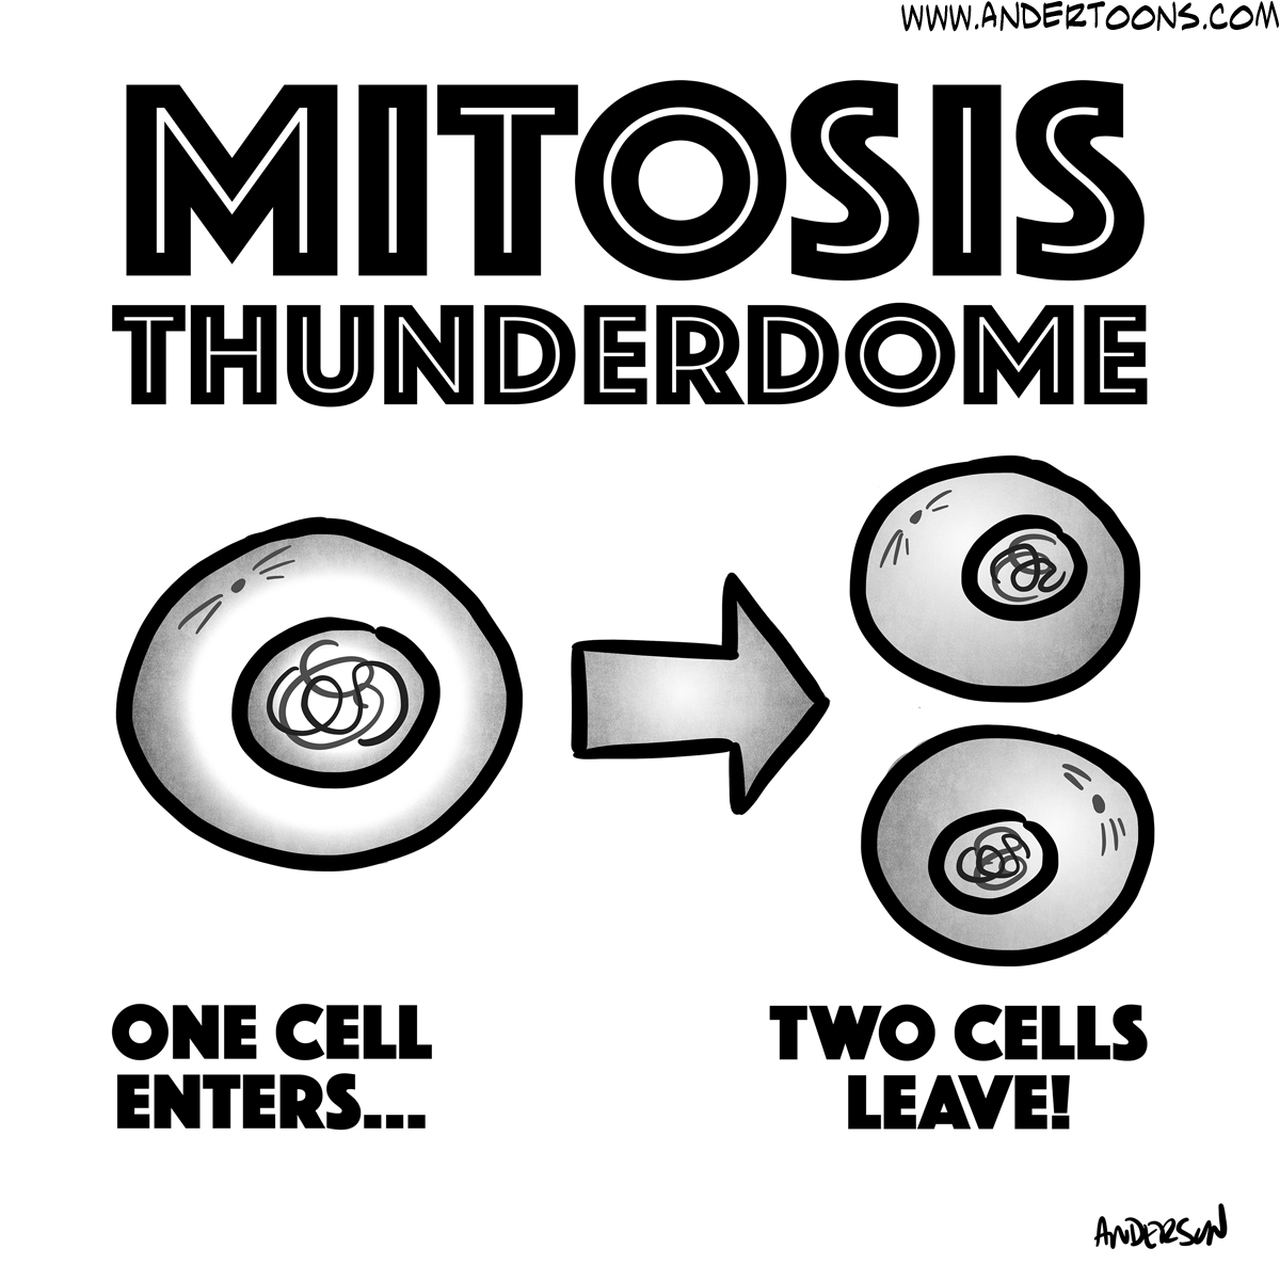 WWW.ANDERTOONS.COM
MITOSIS
THUNDERDOME
ONE CELL
ENTERS...
TWO CELLS
LEAVE!
ANDERSON